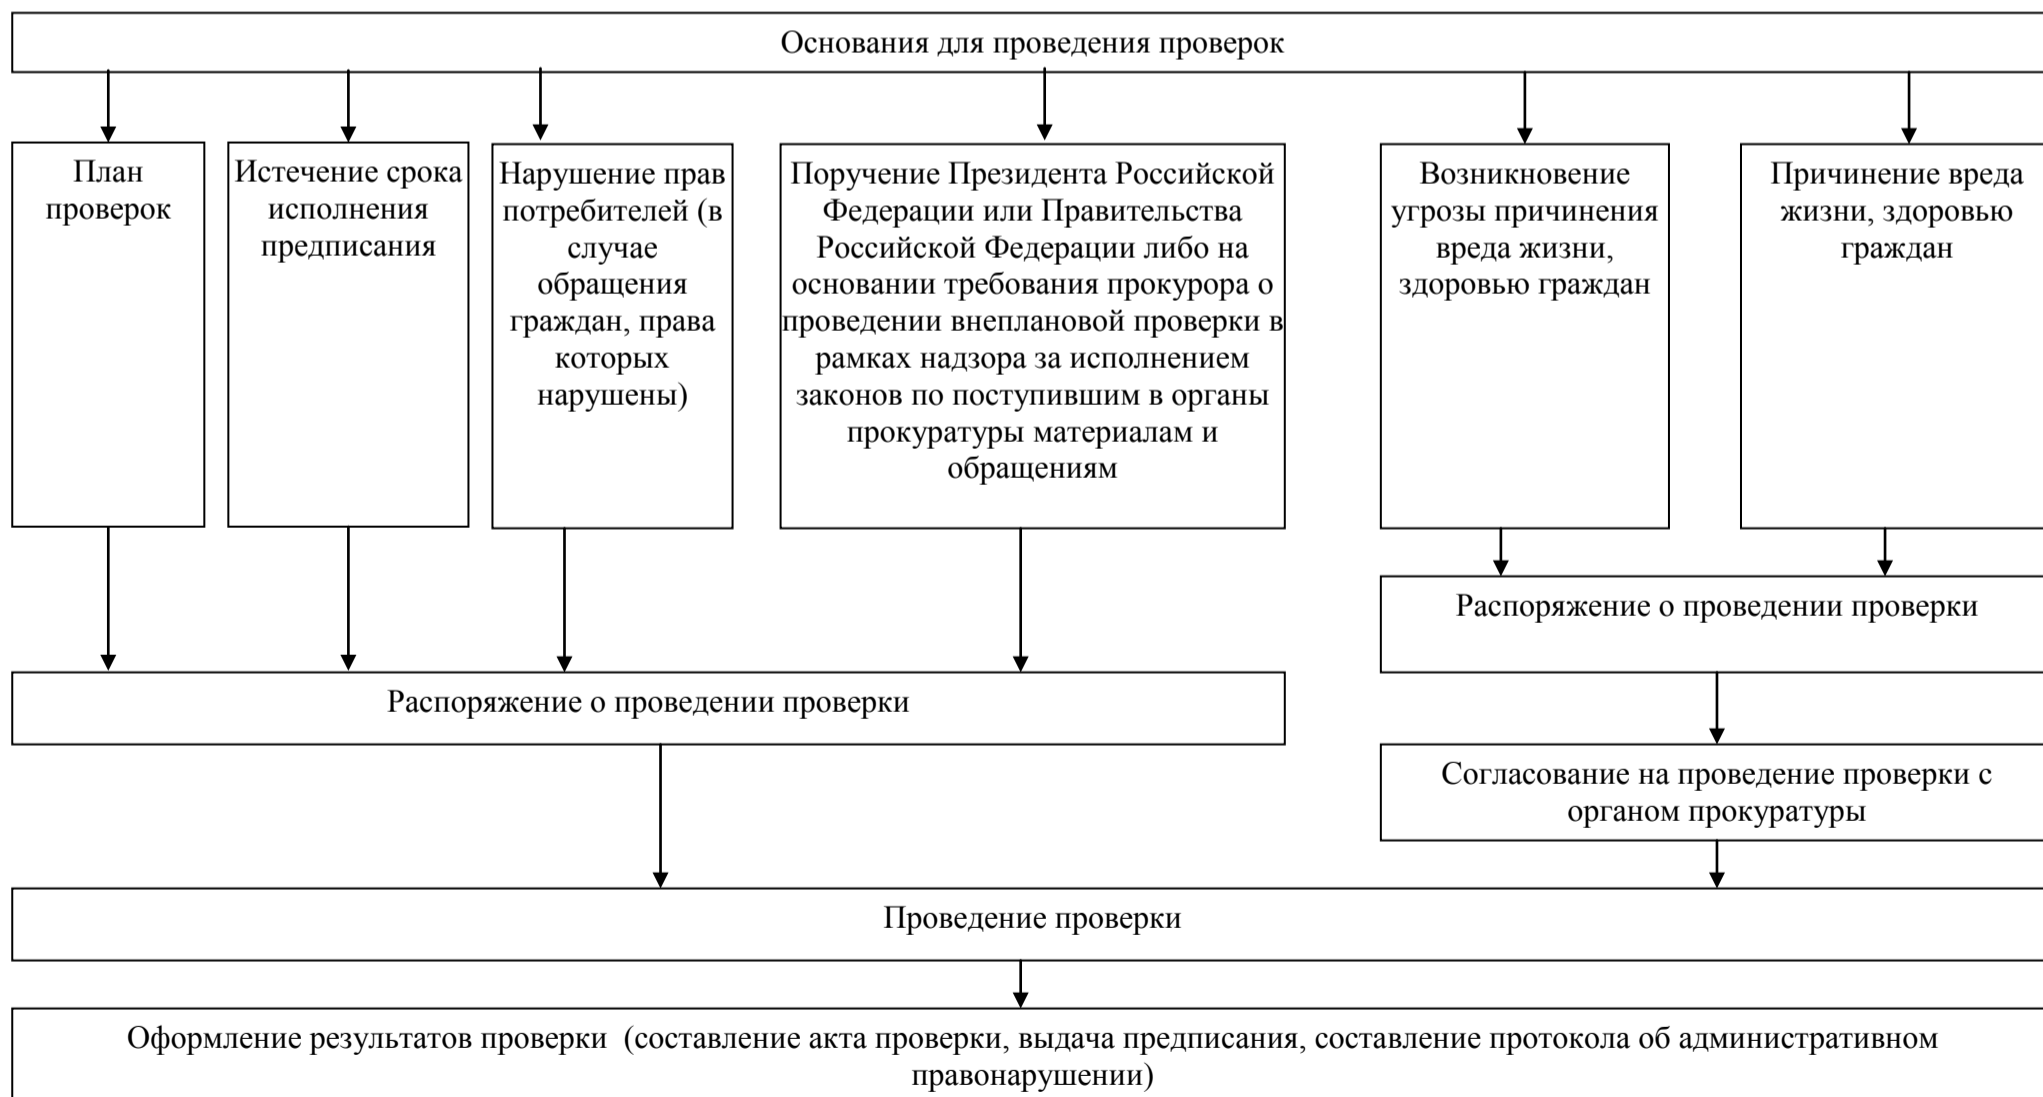 Основания для проведения проверок
План
проверок
Истечение срока
исполнения
предписания
Нарушение прав
потребителей (в
случае
обращения
граждан, права
которых
нарушены)
Поручение Президента Российской
Федерации или Правительства
Российской Федерации либо на
основании требования прокурора о
проведении внеплановой проверки в
рамках надзора за исполнением
законов по поступившим в органы
прокуратуры материалам и
обращениям
Возникновение
угрозы причинения
вреда жизни,
здоровью граждан
Причинение вреда
жизни, здоровью
граждан
Распоряжение о проведении проверки
Распоряжение о проведении проверки
Согласование на проведение проверки с
органом прокуратуры
Проведение проверки
Оформление результатов проверки (составление акта проверки, выдача предписания, составление протокола об административном
правонарушении)